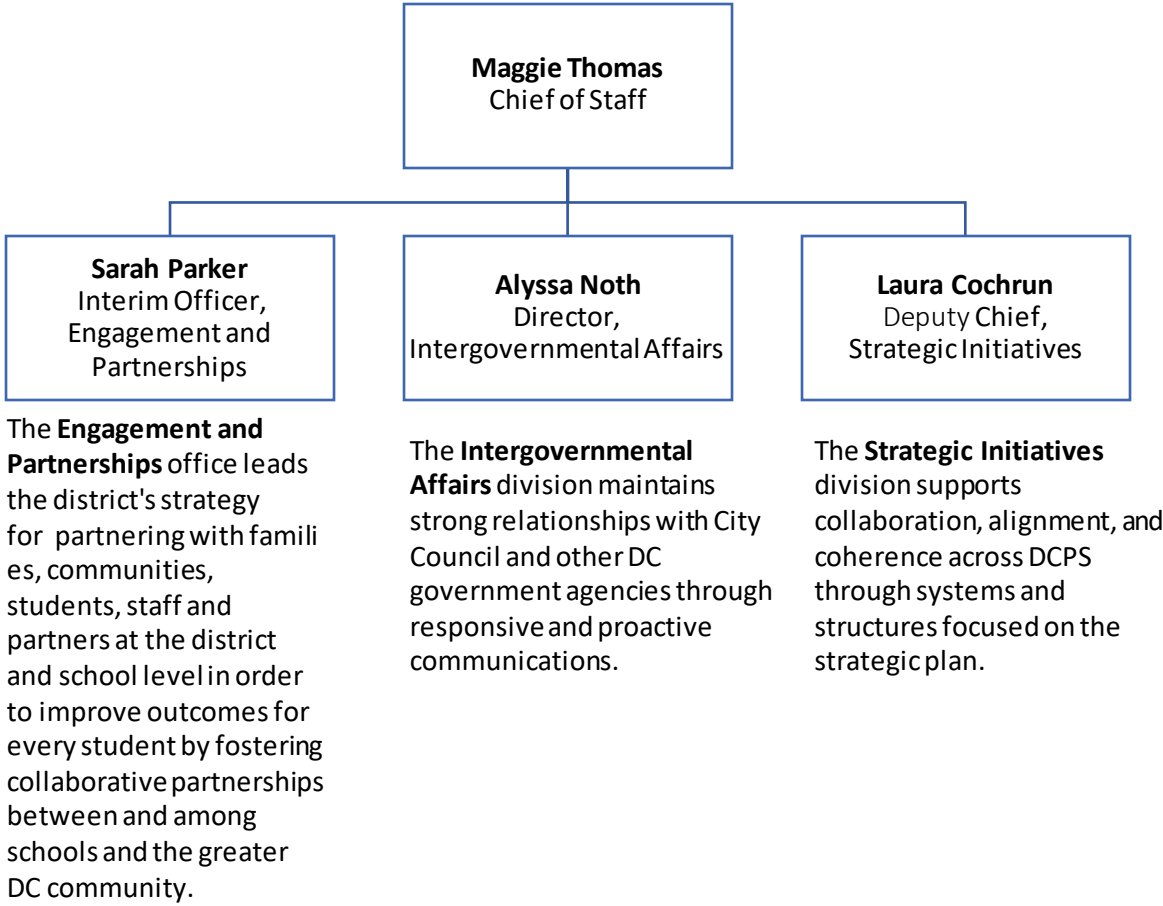 Maggie Thomas
Chief of Staff
Sarah Parker
Interim Officer,
Engagement and
Partnerships
Alyssa Noth
Director,
Intergovernmental Affairs
Laura Cochrun
Deputy Chief,
Strategic Initiatives
The Engagement and
Partnerships office leads
the district's strategy
for partnering with famili
es, communities,
students, staff and
partners at the district
and school level in order
to improve outcomes for
every student by fostering
collaborative partnerships
between and among
schools and the greater
DC community.
The Intergovernmental
Affairs division maintains
strong relationships with City
Council and other DC
government agencies through
responsive and proactive
communications.
The Strategic Initiatives
division supports
collaboration, alignment, and
coherence across DCPS
through systems and
structures focused on the
strategic plan.